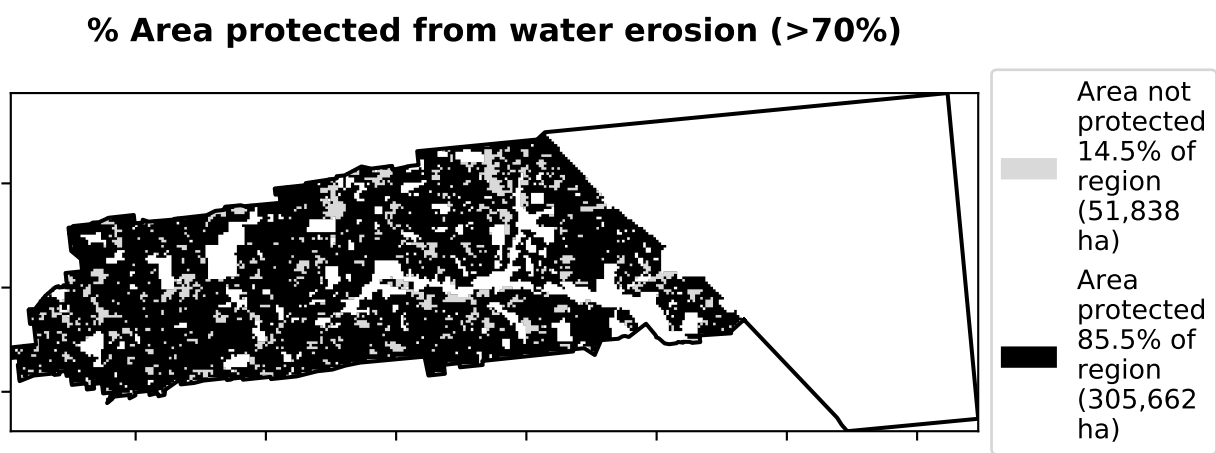 % Area protected from water erosion (>70%)
Area not
protected
14.5% of
region
(51,838
ha)
Area
protected
85.5% of
region
(305,662
ha)